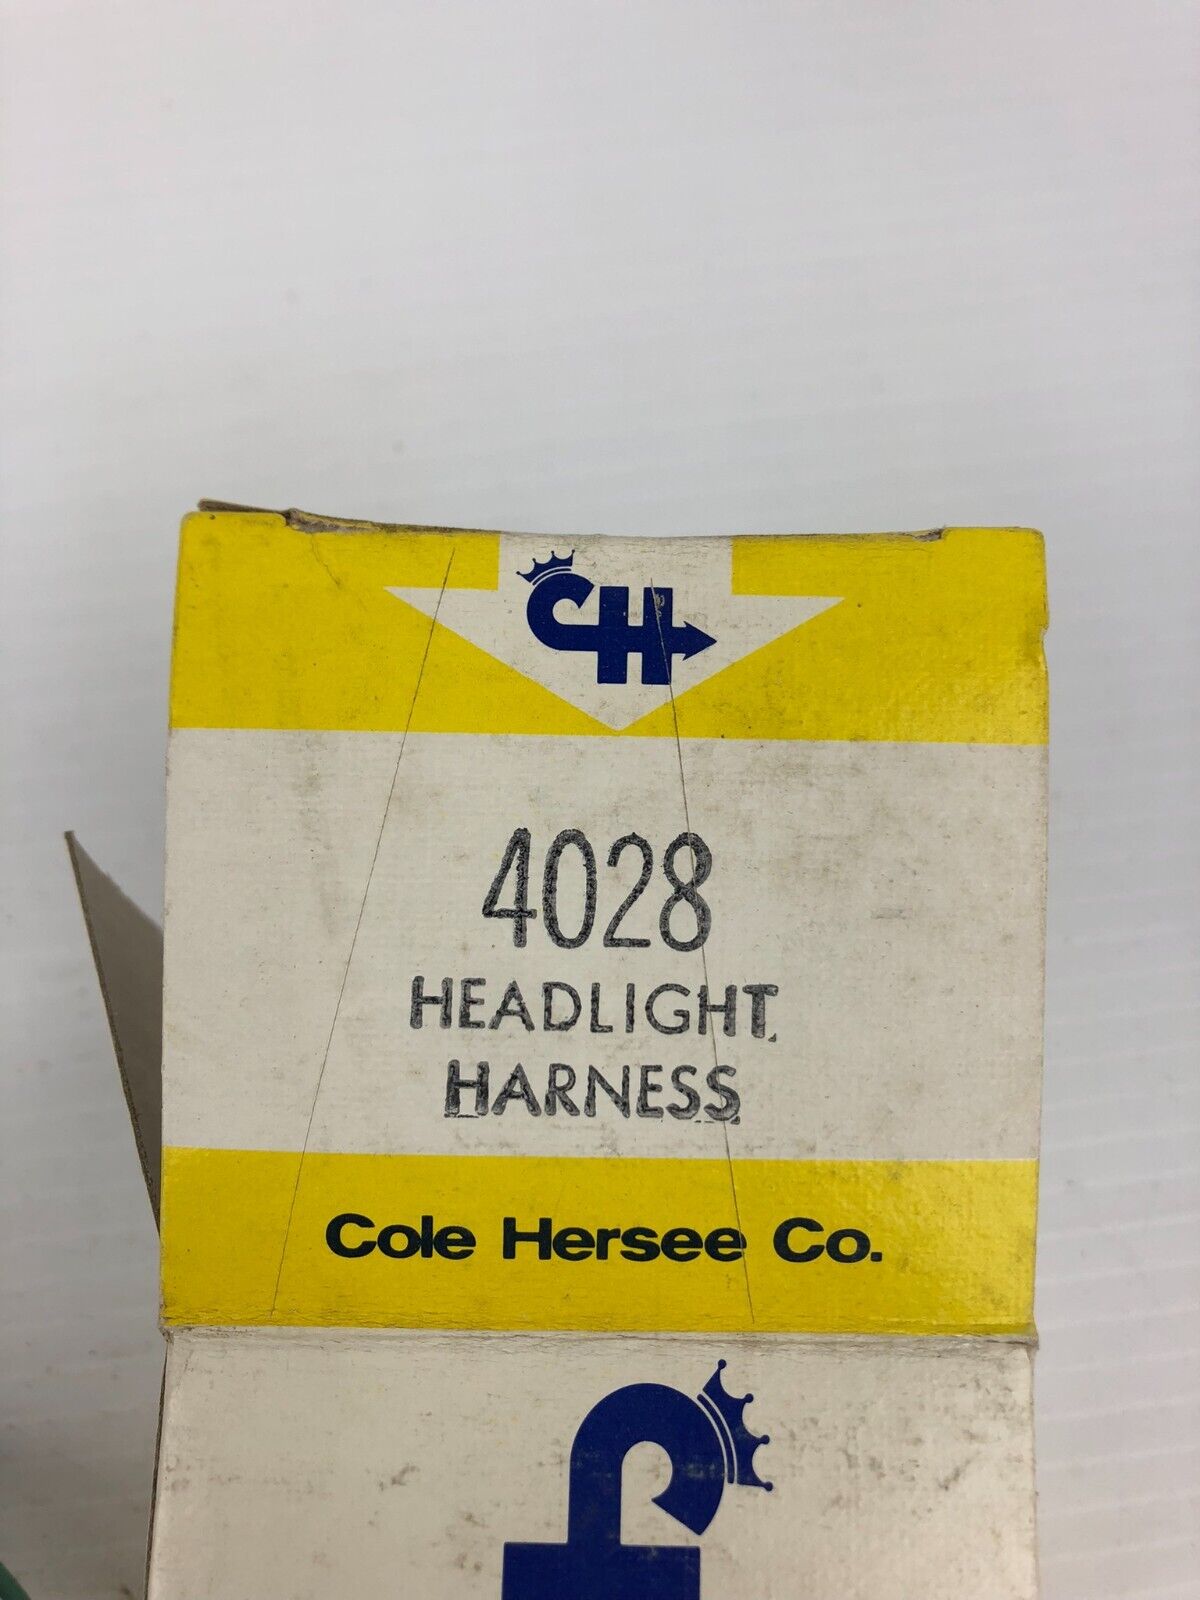 CH
4028
HEADLIGHT
HARNESS
Cole Hersee Co.